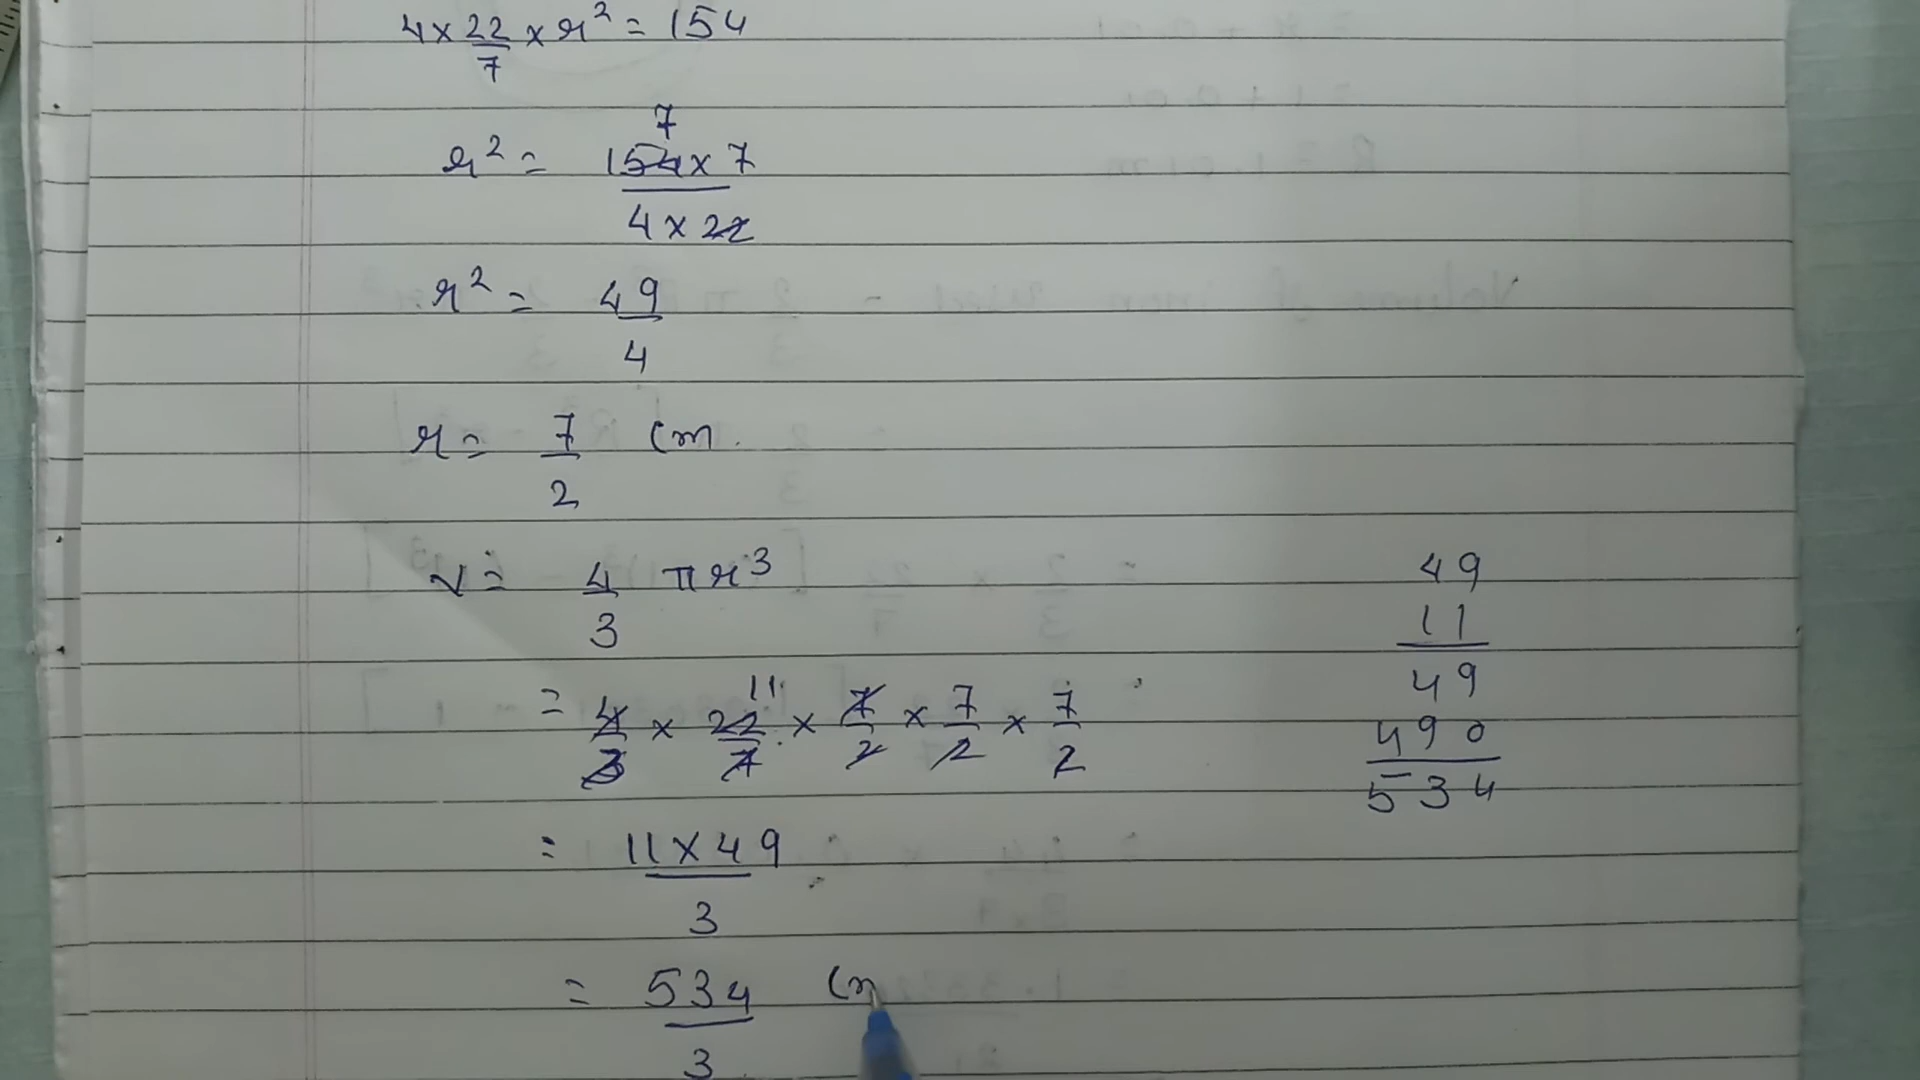 4 × 22/7 × r² = 154
7
r² = 154 × 7
4 × 22
r² = 49/4
r = 7/2 cm.
v = 4/3 πr³
11
= 4/3 × 22/7 × 7/2 × 7/2 × 7/2
= 11 × 49
3
= 534 cm
3
49
11
49
490
534